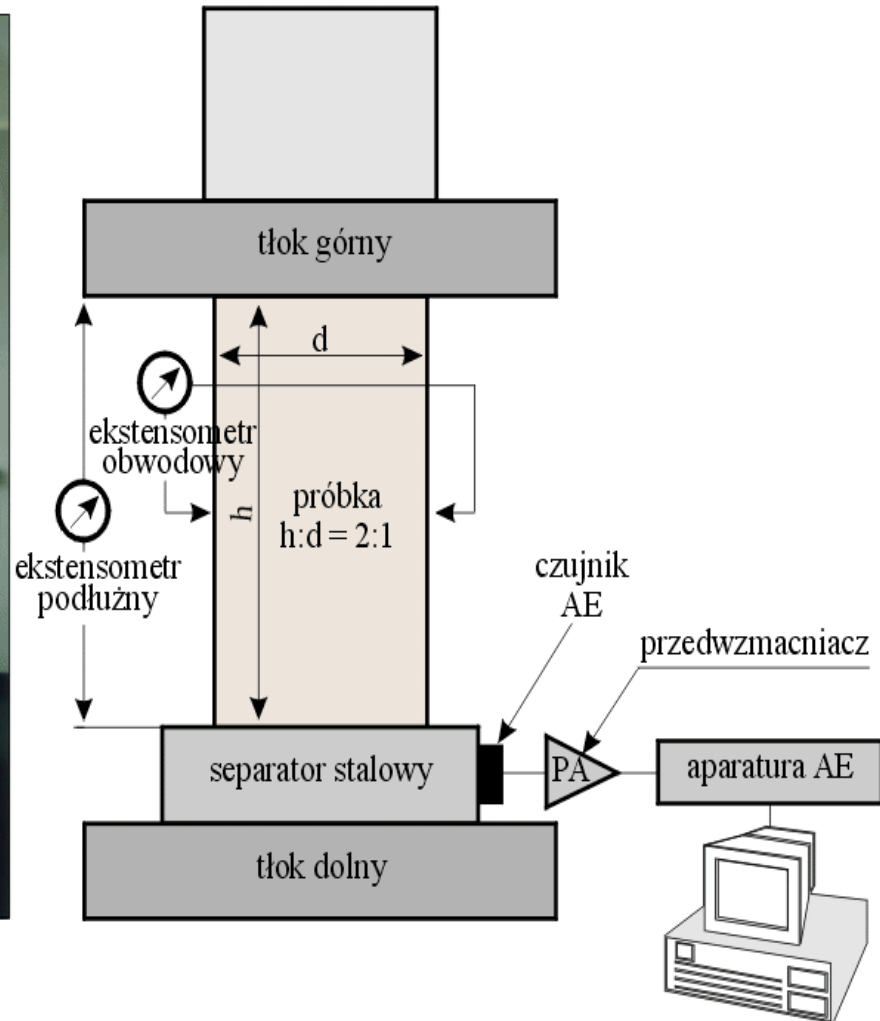 tłok górny
d
ekstensometr
obwodowy
h
próbka
h:d = 2:1
ekstensometr
podłużny
czujnik
AE
przedwzmacniacz
separator stalowy
PA
aparatura AE
tłok dolny